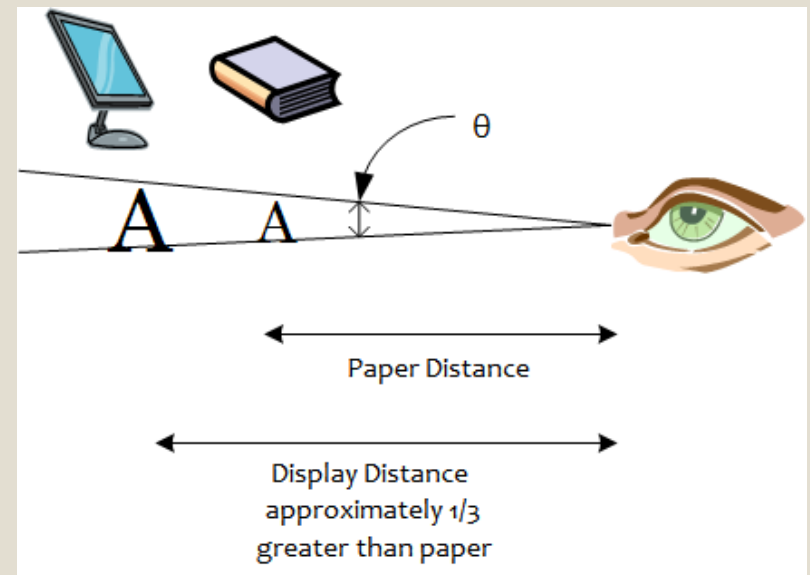 θ
A A
Paper Distance
Display Distance
approximately 1/3
greater than paper